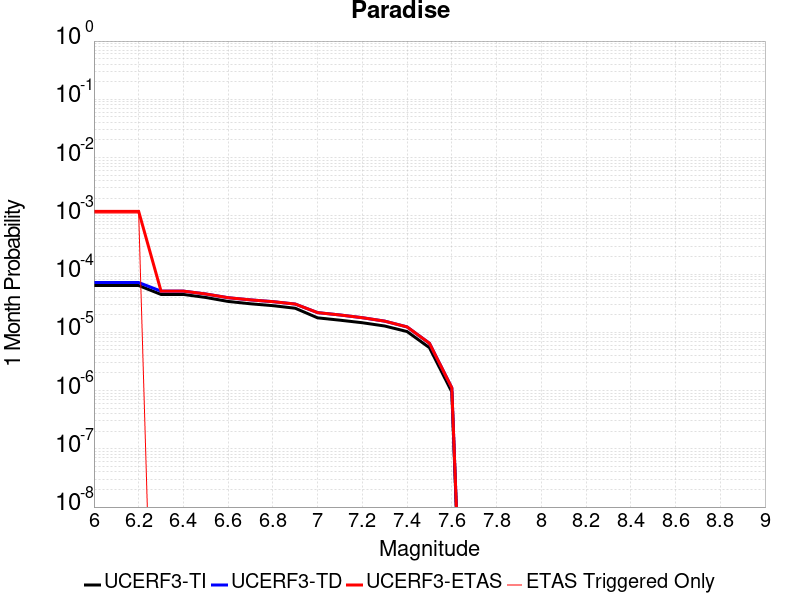 Paradise
10^0
10^-1
10^-2
10^-3
10^-4
10^-5
10^-6
10^-7
10^-8
1 Month Probability
6 6.2 6.4 6.6 6.8 7 7.2 7.4 7.6 7.8 8 8.2 8.4 8.6 8.8 9
Magnitude
UCERF3-TI UCERF3-TD UCERF3-ETAS ETAS Triggered Only